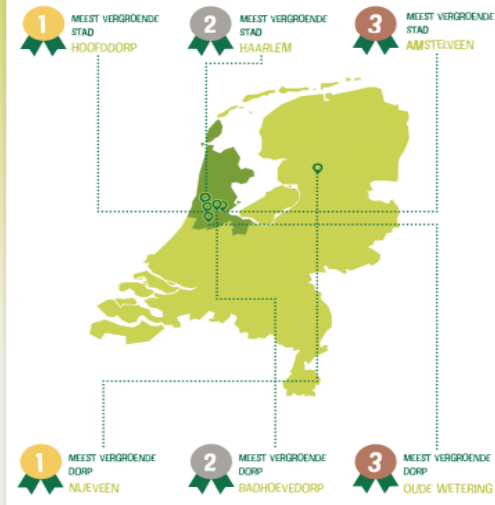 1
MEEST VERGROENDE
STAD
HOOFDDORP
2
MEEST VERGROENDE
STAD
HAARLEM
3
MEEST VERGROENDE
STAD
AMSTELVEEN
1
MEEST VERGROENDE
DORP
NIJEVEEN
2
MEEST VERGROENDE
DORP
BADHOEVEDORP
3
MEEST VERGROENDE
DORP
OUDE WETERING